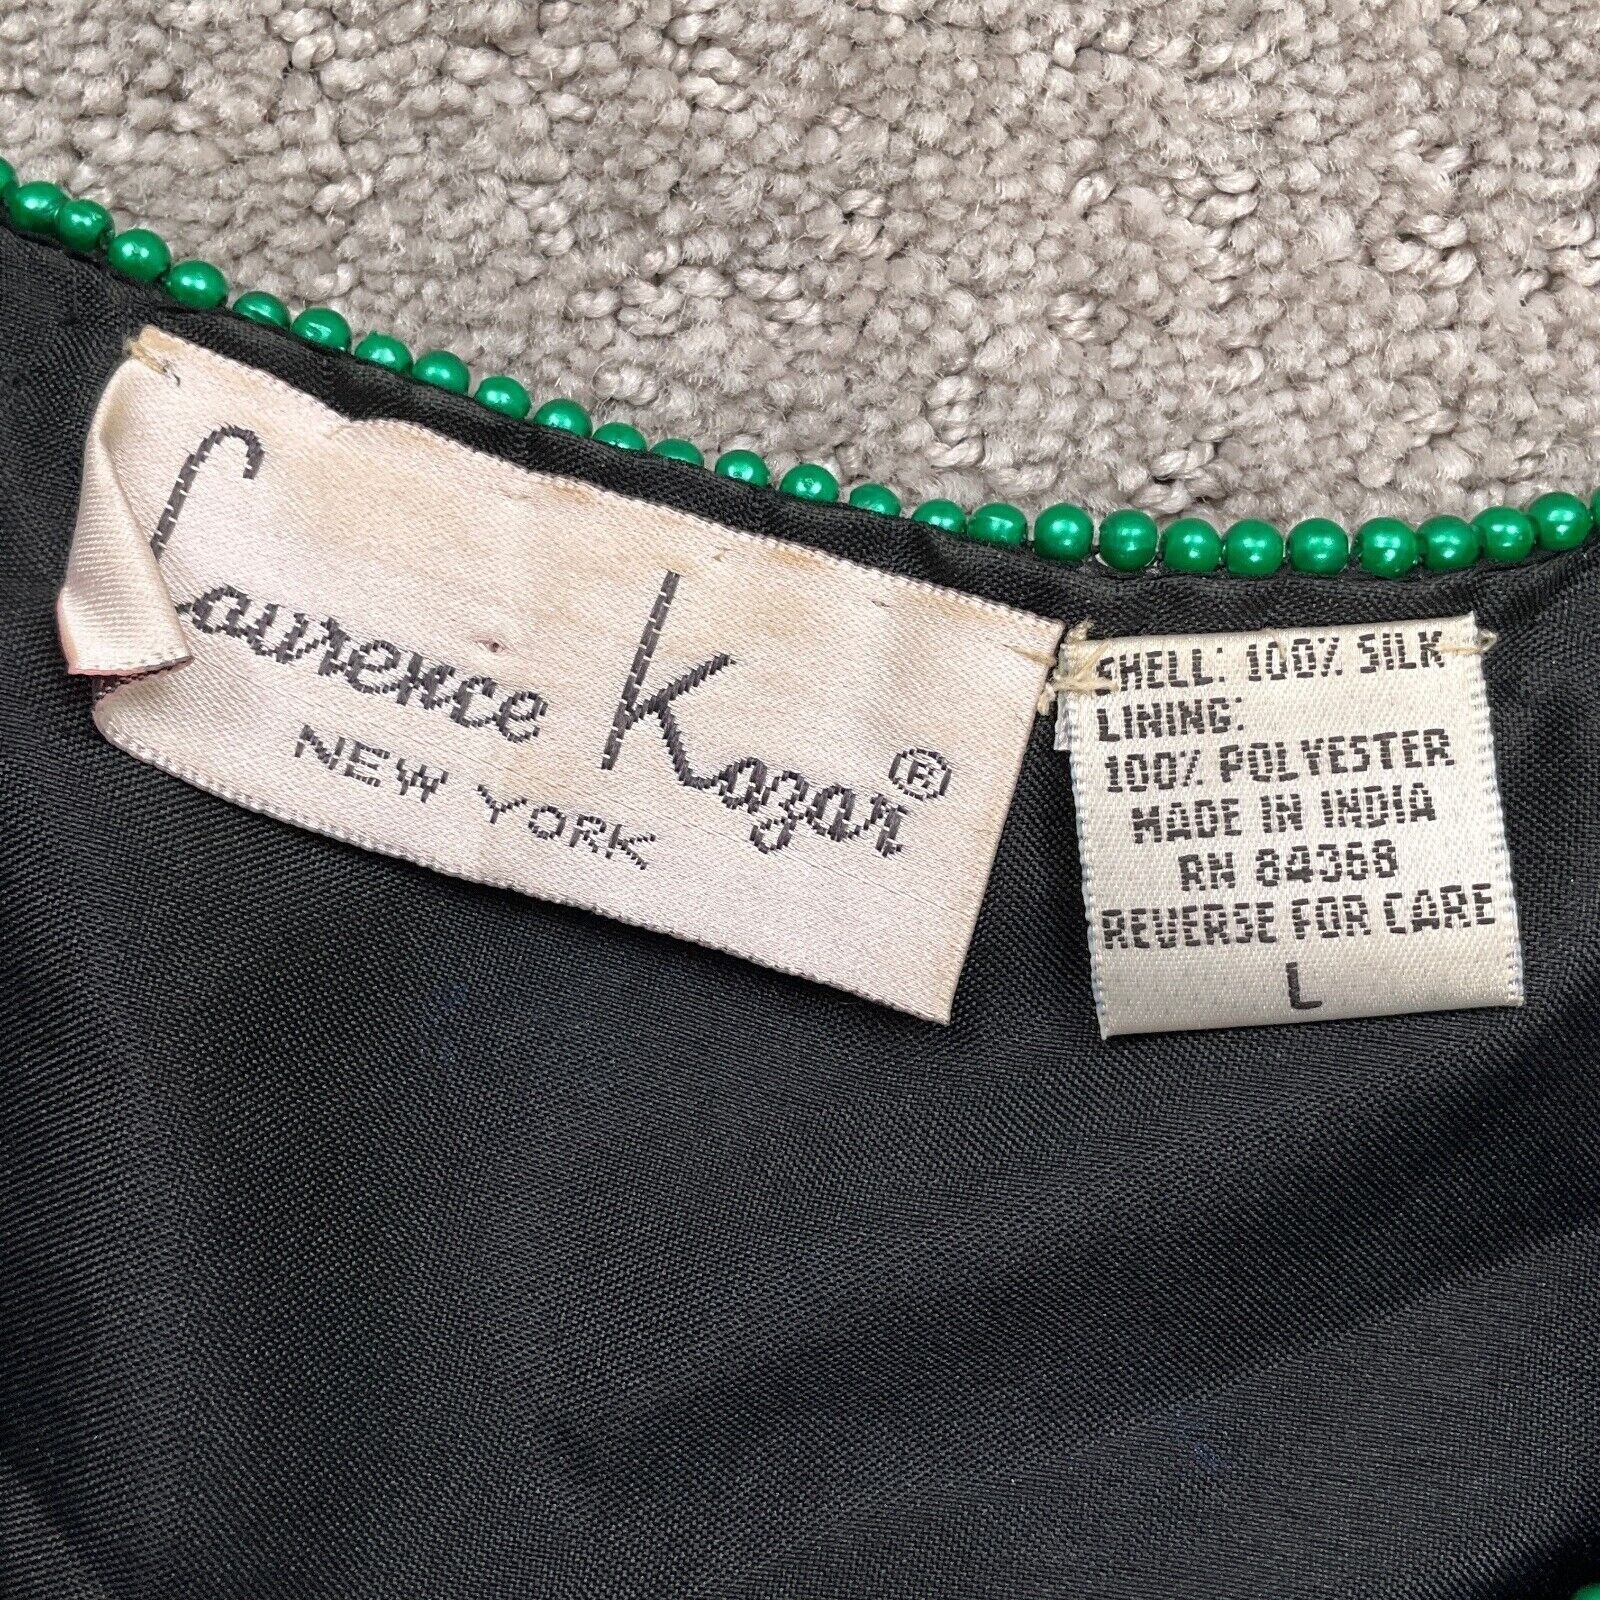 Laurence Kazar®
NEW YORK
SHELL: 100% SILK
LINING:
100% POLYESTER
MADE IN INDIA
RN 84368
REVERSE FOR CARE
L